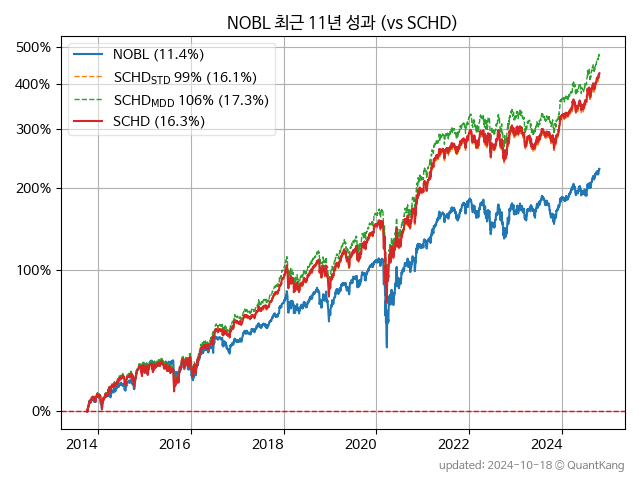 NOBL 최근 11년 성과 (vs SCHD)
500%
400%
300%
200%
100%
0%
NOBL (11.4%)
SCHD_STD 99% (16.1%)
SCHD_MDD 106% (17.3%)
SCHD (16.3%)
2014 2016 2018 2020 2022 2024
updated: 2024-10-18 © QuantKang